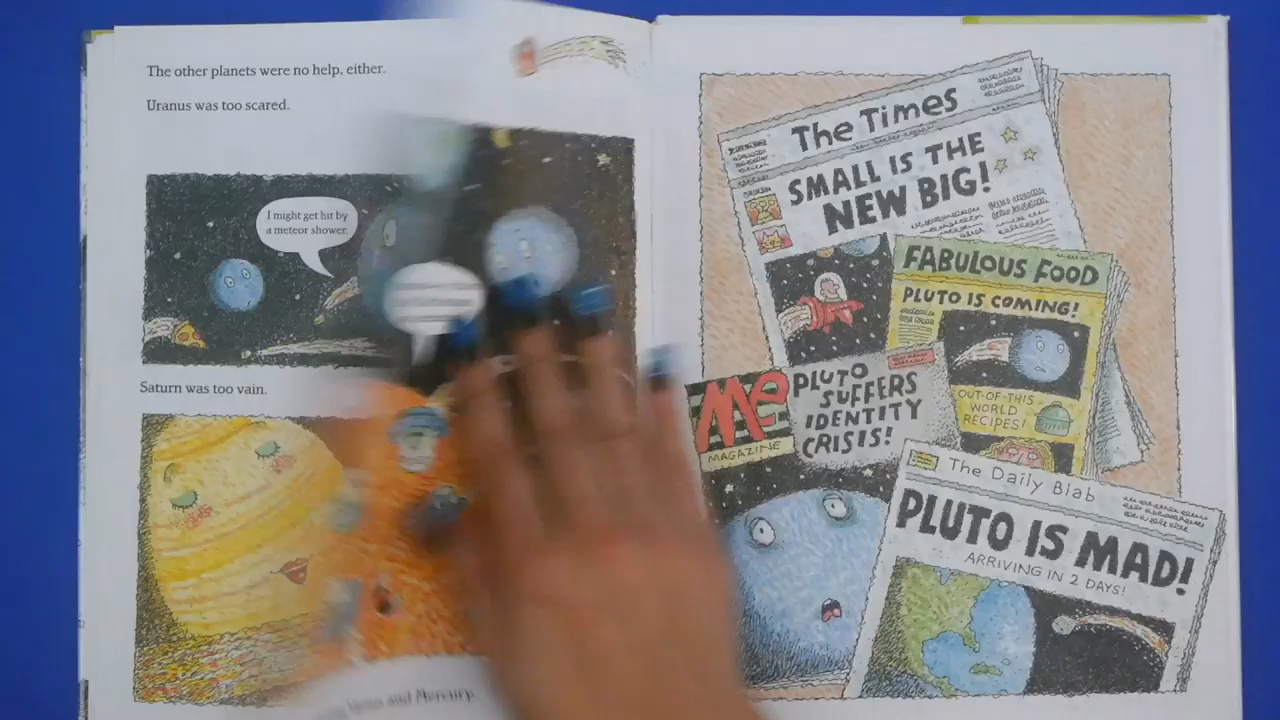 The other planets were no help, either.
Uranus was too scared.
I might get hit by
a meteor shower.
Saturn was too vain.
and Mercury
The Times
SMALL IS THE
NEW BIG!
FABULOUS FOOD
PLUTO IS COMING!
OUT-OF-THIS-
WORLD
RECIPES!
Me
MAGAZINE
PLUTO
SUFFERS
IDENTITY
CRISIS!
The Daily Blab
PLUTO IS MAD!
ARRIVING IN 2 DAYS!